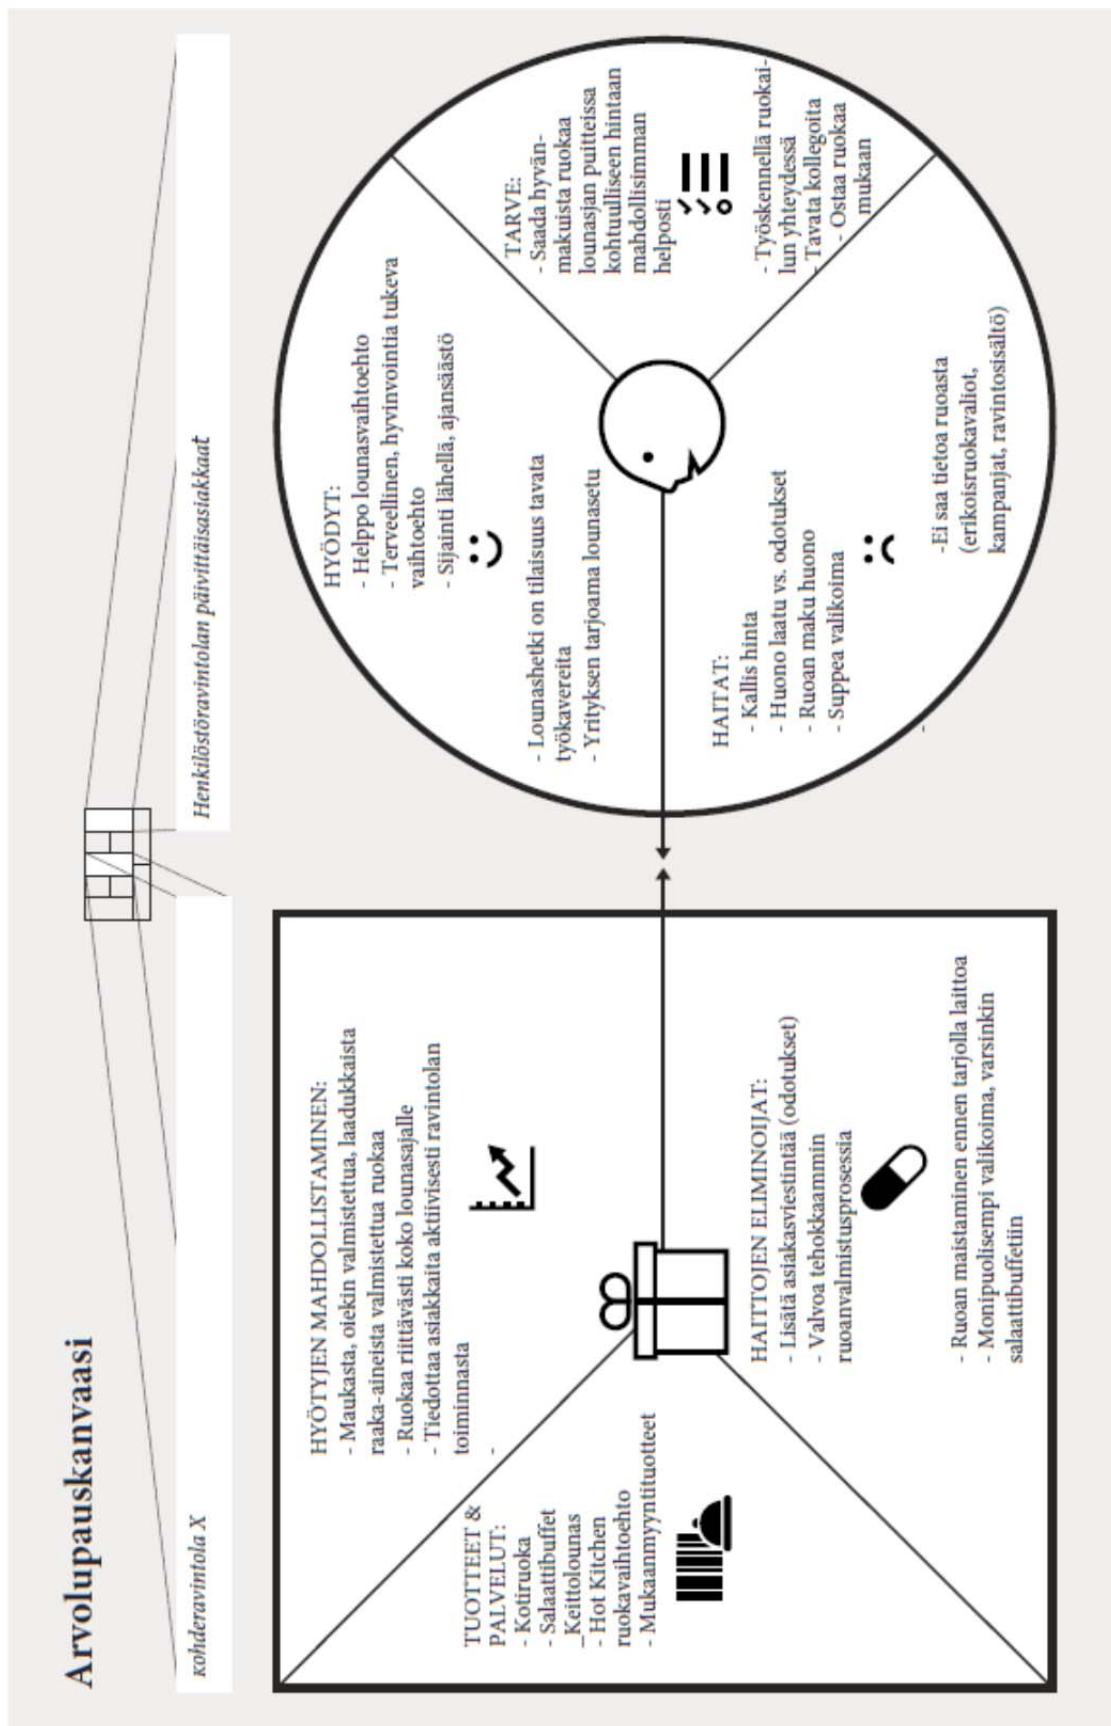 Arvolupauskanvaasi
kohderavintola X
Henkilöstöravintolan päivittäisasiakkaat
HYÖTYJEN MAHDOLLISTAMINEN:
- Maukasta, oiekin valmistettua, laadukkaista
raaka-aineista valmistettua ruokaa
- Ruokaa riittävästi koko lounasajalle
- Tiedottaa asiakkaita aktiivisesti ravintolan
toiminnasta
-
TUOTTEET &
PALVELUT:
- Kotiruoka
- Salaattibuffet
_Keittolounas
- Hot Kitchen
ruokavaihtoehto
- Mukaanmyyntituotteet
HAITTOJEN ELIMINOIJAT:
- Lisätä asiakasviestintää (odotukset)
- Valvoa tehokkaammin
ruoanvalmistusprosessia
- Ruoan maistaminen ennen tarjolla laittoa
- Monipuolisempi valikoima, varsinkin
salaattibuffetiin
HYÖDYT:
- Helppo lounasvaihtoehto
- Terveellinen, hyvinvointia tukeva
vaihtoehto
- Sijainti lähellä, ajansäästö
- Lounashetki on tilaisuus tavata
työkavereita
- Yrityksen tarjoama lounasetu
TARVE:
- Saada hyvän-
makuista ruokaa
lounasjan puitteissa
kohtuulliseen hintaan
mahdollisimman
helposti
- Työskennellä ruokai-
lun yhteydessä
- Tavata kollegoita
- Ostaa ruokaa
mukaan
HAITAT:
- Kallis hinta
- Huono laatu vs. odotukset
- Ruoan maku huono
- Suppea valikoima
-
-Ei saa tietoa ruoasta
(erikoisruokavaliot,
kampanjat, ravintosisältö)